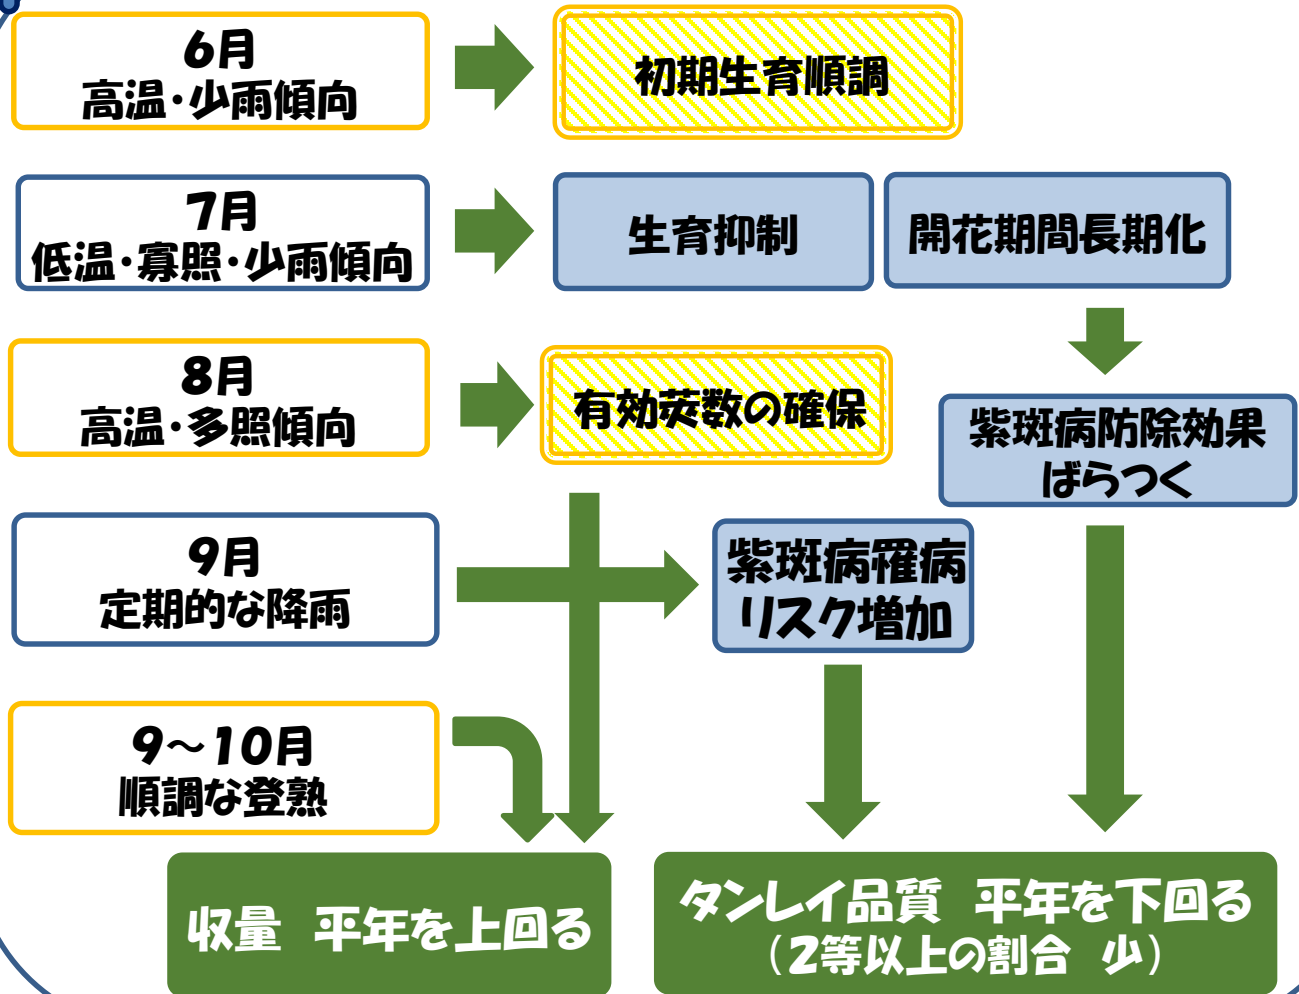 6月
高温・少雨傾向
初期生育順調
7月
低温・寡照・少雨傾向
生育抑制
開花期間長期化
8月
高温・多照傾向
有効莢数の確保
紫斑病防除効果
ばらつく
9月
定期的な降雨
紫斑病罹病
リスク増加
9～10月
順調な登熟
収量　平年を上回る
タンレイ品質　平年を下回る
（2等以上の割合　少）